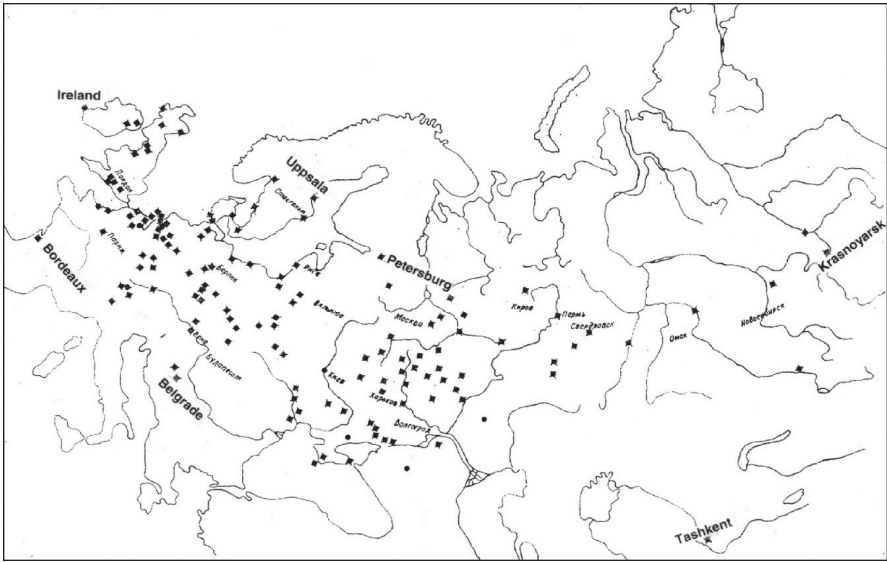 Ireland
Uppsala
Лондон
Стокгольм
Bordeaux
Париж
Берлин
Рига
Petersburg
Krasnoyarsk
Вильнюс
Москва
Киров
Пермь
Свердловск
Омск
Новосибирск
Вена
Будапешт
Belgrade
Киев
Харьков
Волгоград
Tashkent